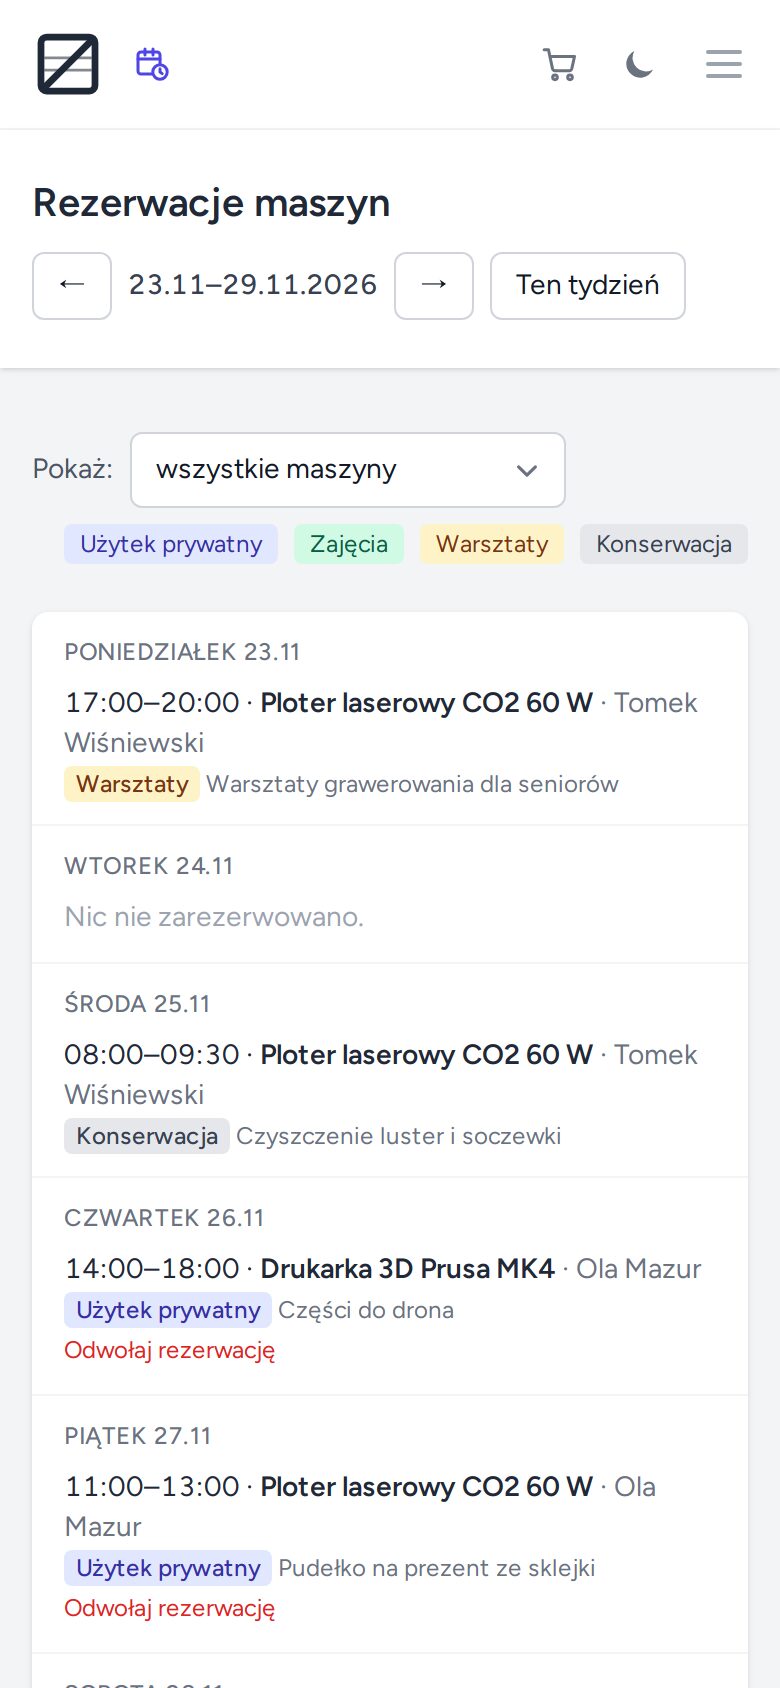 Rezerwacje maszyn
← 23.11–29.11.2026 → Ten tydzień
Pokaż: wszystkie maszyny
Użytek prywatny Zajęcia Warsztaty Konserwacja
PONIEDZIAŁEK 23.11
17:00–20:00 · Ploter laserowy CO2 60 W · Tomek
Wiśniewski
Warsztaty Warsztaty grawerowania dla seniorów
WTOREK 24.11
Nic nie zarezerwowano.
ŚRODA 25.11
08:00–09:30 · Ploter laserowy CO2 60 W · Tomek
Wiśniewski
Konserwacja Czyszczenie luster i soczewki
CZWARTEK 26.11
14:00–18:00 · Drukarka 3D Prusa MK4 · Ola Mazur
Użytek prywatny Części do drona
Odwołaj rezerwację
PIĄTEK 27.11
11:00–13:00 · Ploter laserowy CO2 60 W · Ola
Mazur
Użytek prywatny Pudełko na prezent ze sklejki
Odwołaj rezerwację